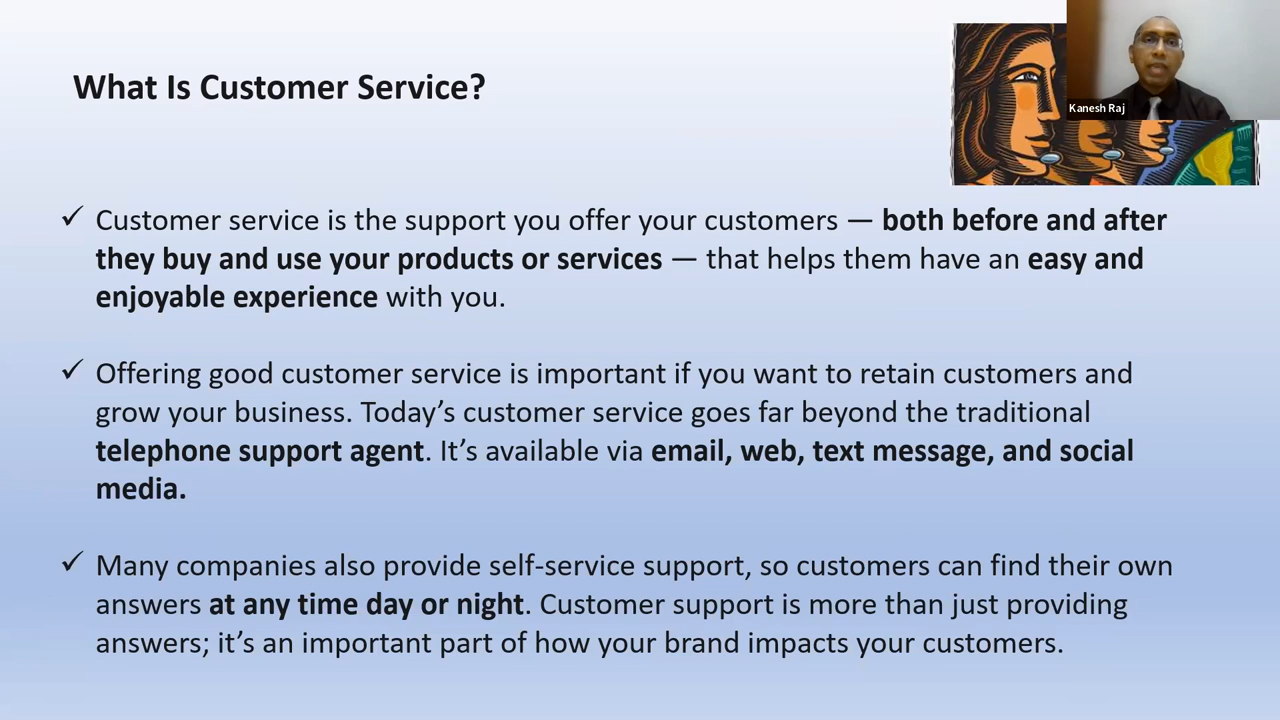 What Is Customer Service?
Kanesh Raj
✓ Customer service is the support you offer your customers — both before and after
they buy and use your products or services — that helps them have an easy and
enjoyable experience with you.
✓ Offering good customer service is important if you want to retain customers and
grow your business. Today’s customer service goes far beyond the traditional
telephone support agent. It’s available via email, web, text message, and social
media.
✓ Many companies also provide self-service support, so customers can find their own
answers at any time day or night. Customer support is more than just providing
answers; it’s an important part of how your brand impacts your customers.